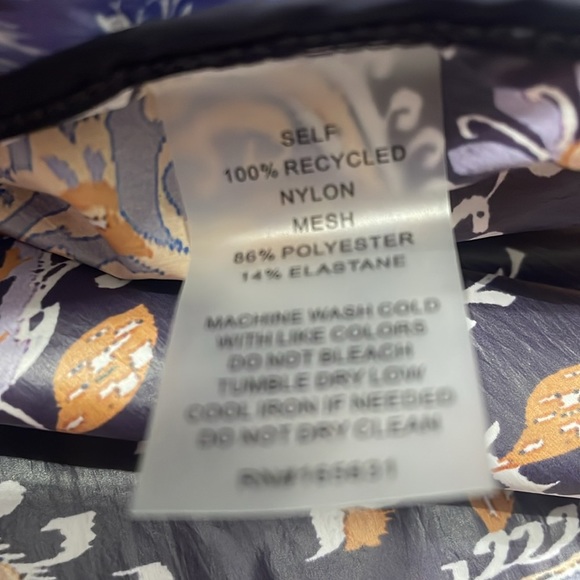 SELF
100% RECYCLED
NYLON
MESH
86% POLYESTER
14% ELASTANE
MACHINE WASH COLD
WITH LIKE COLORS
DO NOT BLEACH
TUMBLE DRY LOW
COOL IRON IF NEEDED
DO NOT DRY CLEAN